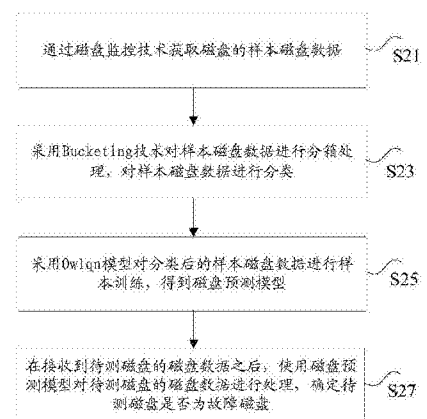 通过磁盘监控技术获取磁盘的样本磁盘数据
S21
采用Bucketing技术对样本磁盘数据进行分箱处
理，对样本磁盘数据进行分类
S23
采用Owlqn模型对分类后的样本磁盘数据进行样
本训练，得到磁盘预测模型
S25
在接收到待测磁盘的磁盘数据之后，使用磁盘预
测模型对待测磁盘的磁盘数据进行处理，确定待
测磁盘是否为故障磁盘
S27